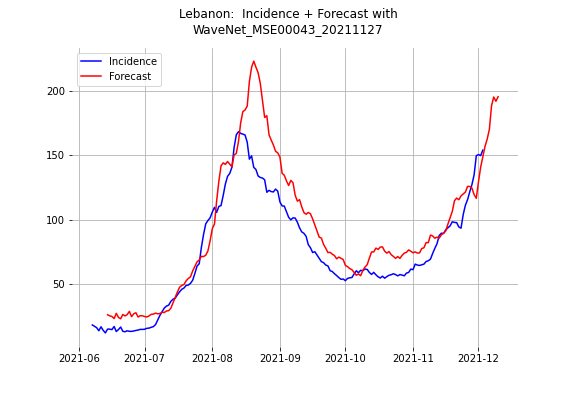 Lebanon:  Incidence + Forecast with
WaveNet_MSE00043_20211127
Incidence
Forecast
200
150
100
50
2021-06
2021-07
2021-08
2021-09
2021-10
2021-11
2021-12